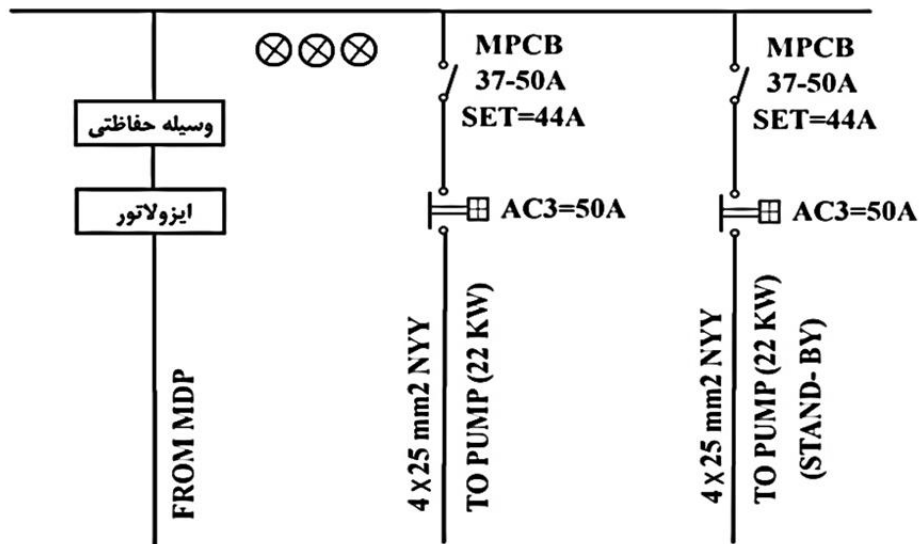 وسیله حفاظتی
ایزولاتور
FROM MDP
MPCB
37-50A
SET=44A
AC3=50A
4 x 25 mm2 NYY
TO PUMP (22 KW)
MPCB
37-50A
SET=44A
AC3=50A
4 x 25 mm2 NYY
TO PUMP (22 KW)
(STAND- BY)